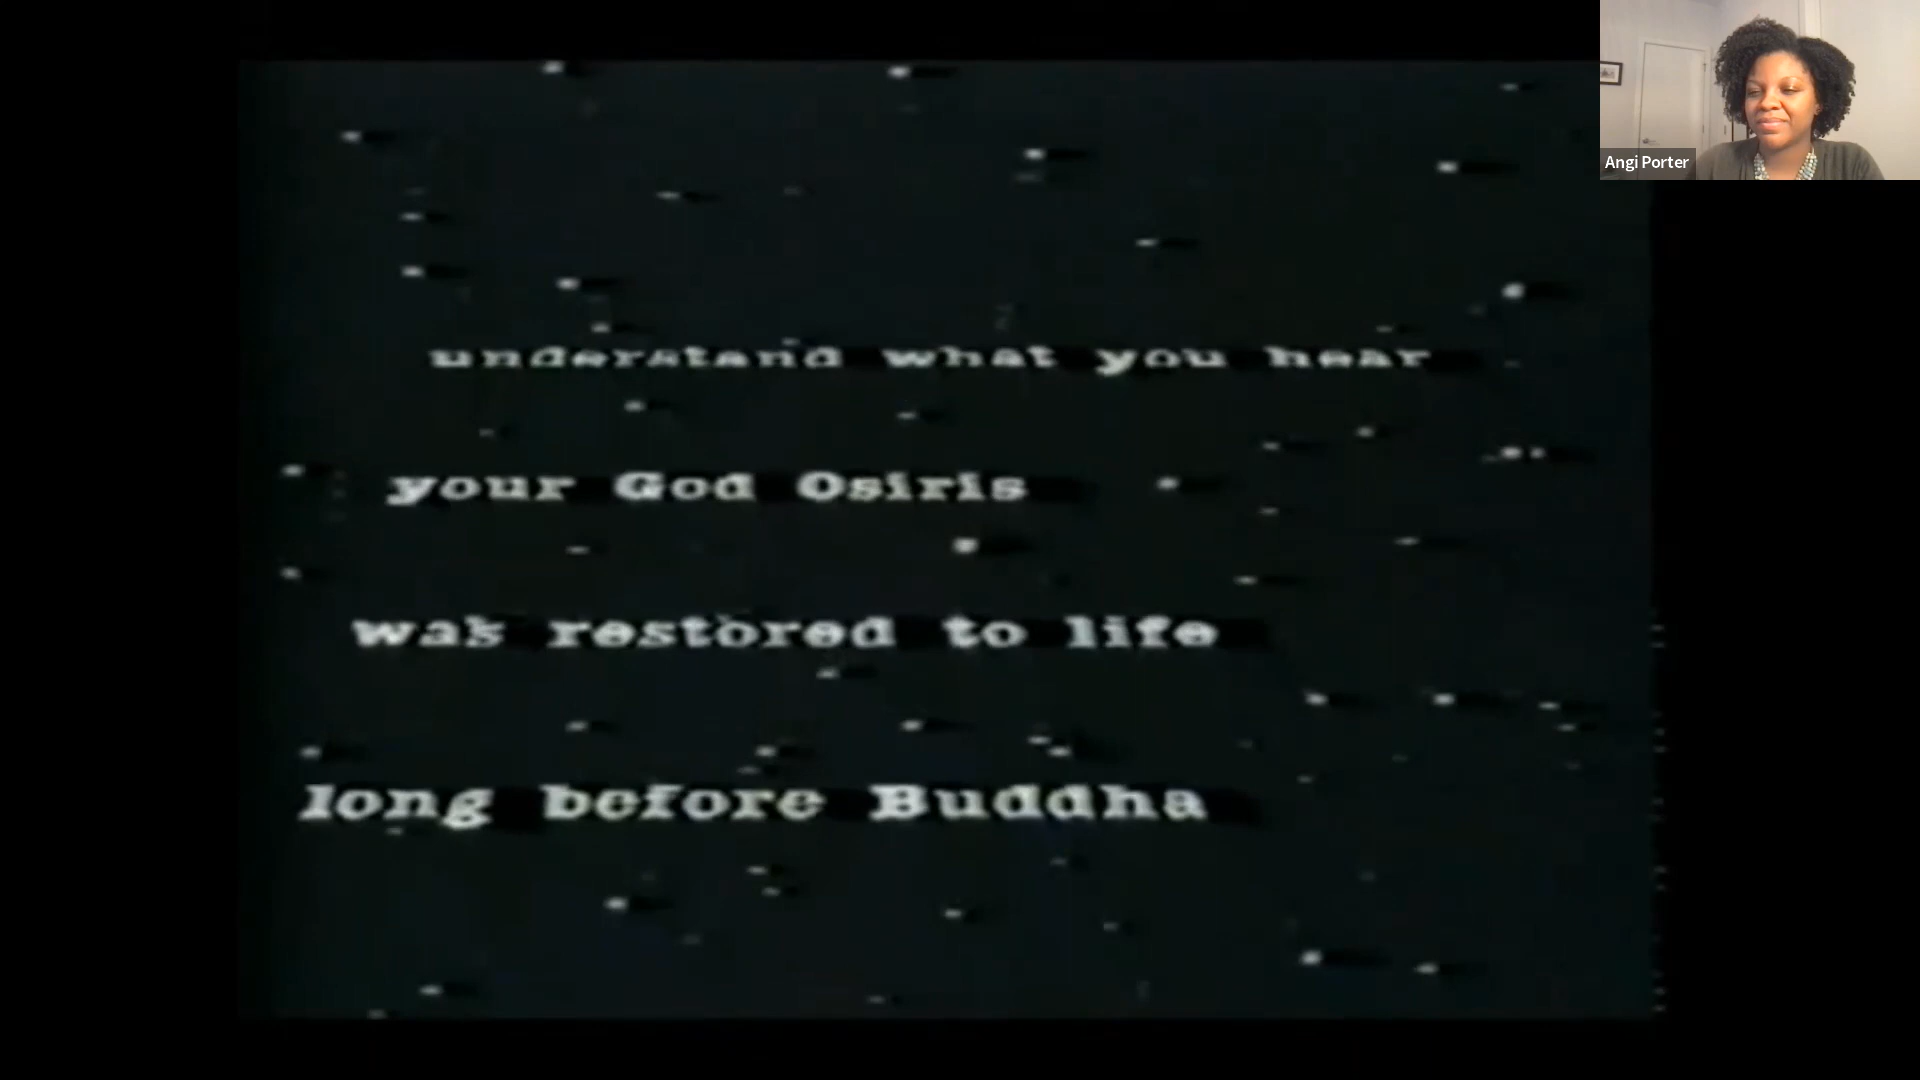 Angi Porter
understand what you hear
your God Osiris
was restored to life
long before Buddha